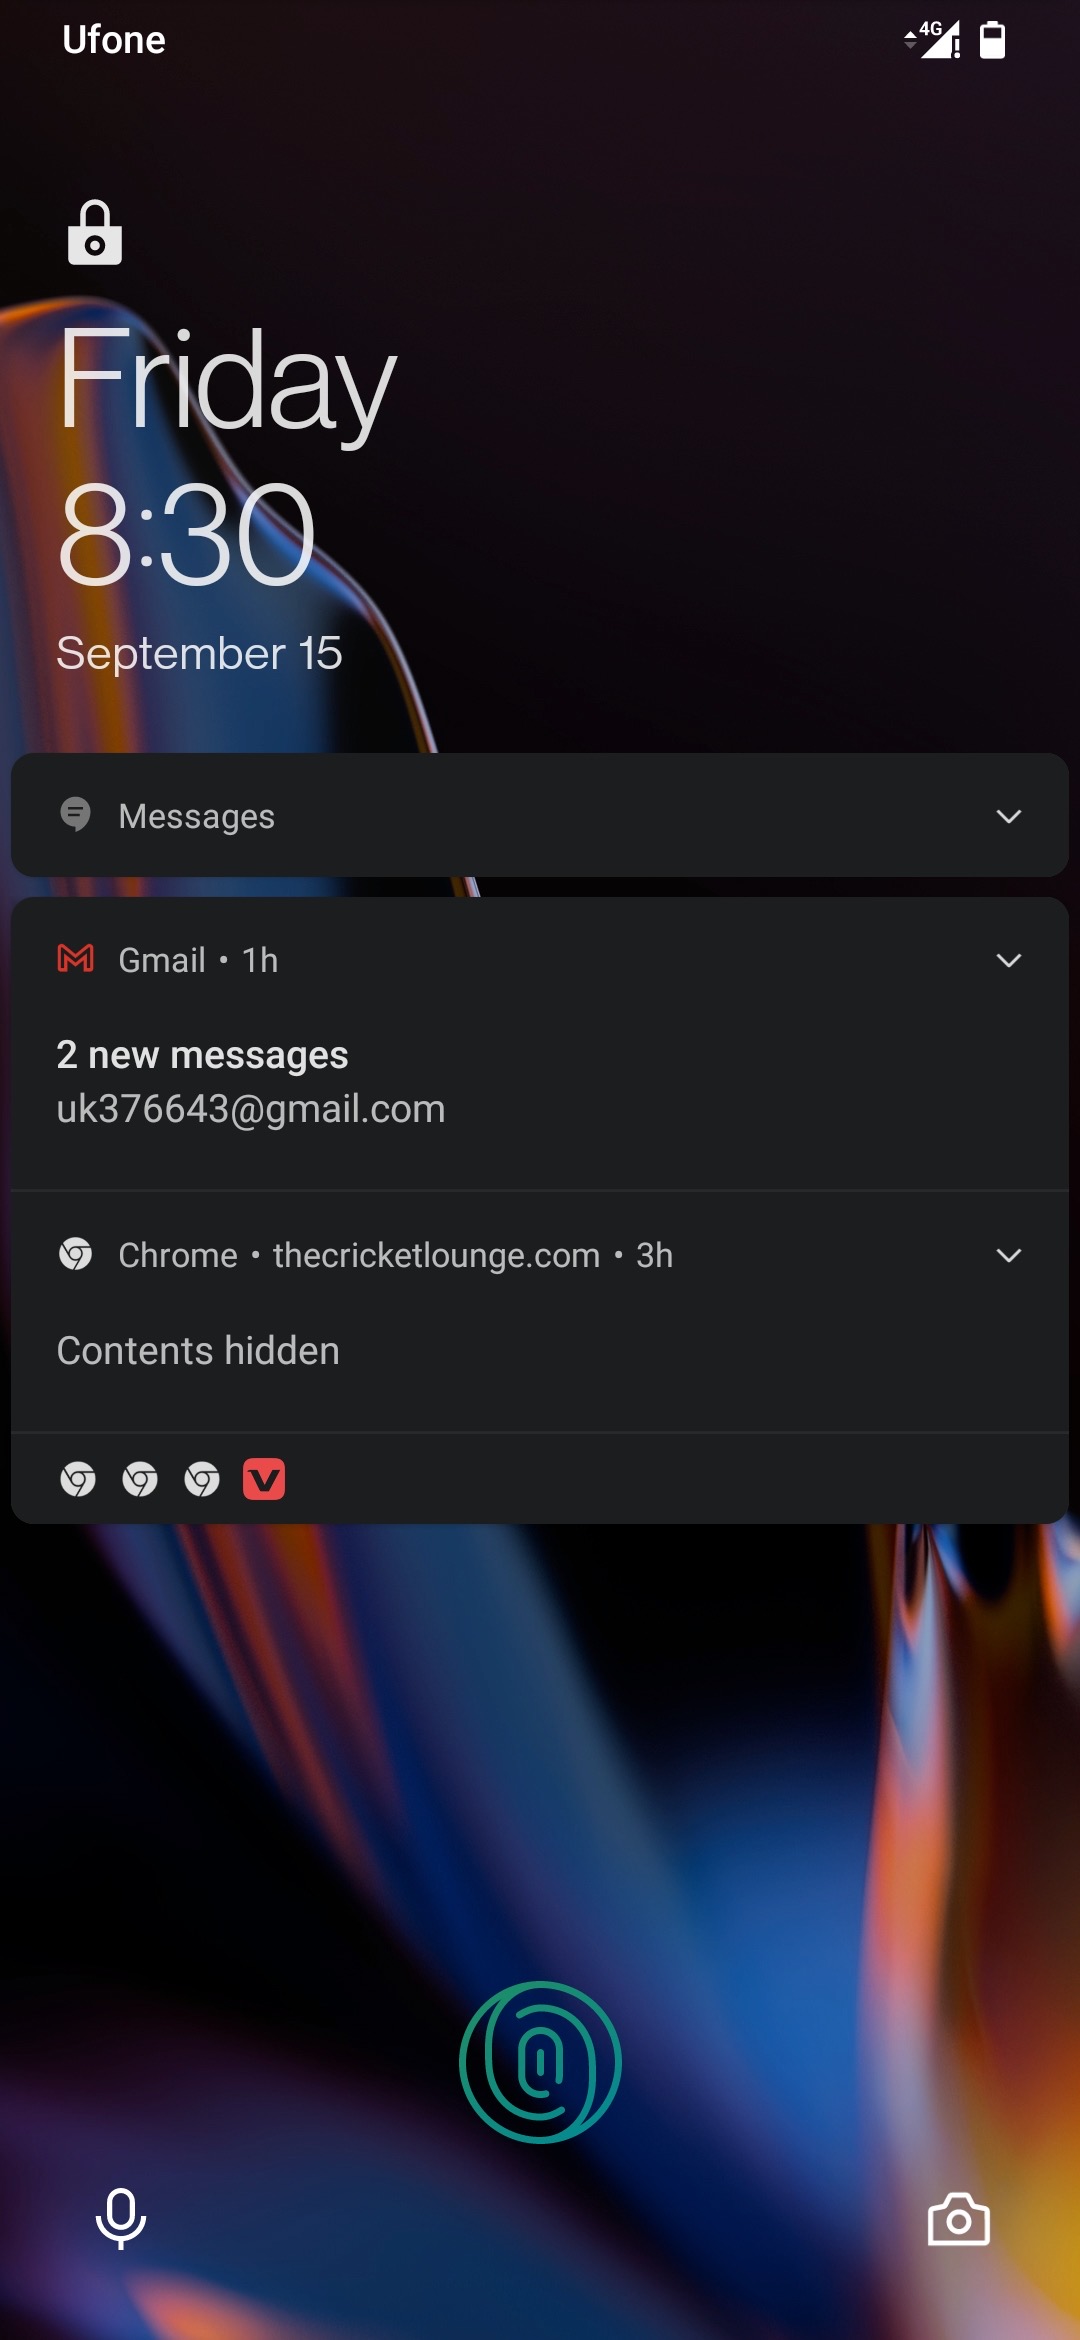 Ufone
4G
Friday
8:30
September 15
Messages
Gmail • 1h
2 new messages
uk376643@gmail.com
Chrome • thecricketlounge.com • 3h
Contents hidden